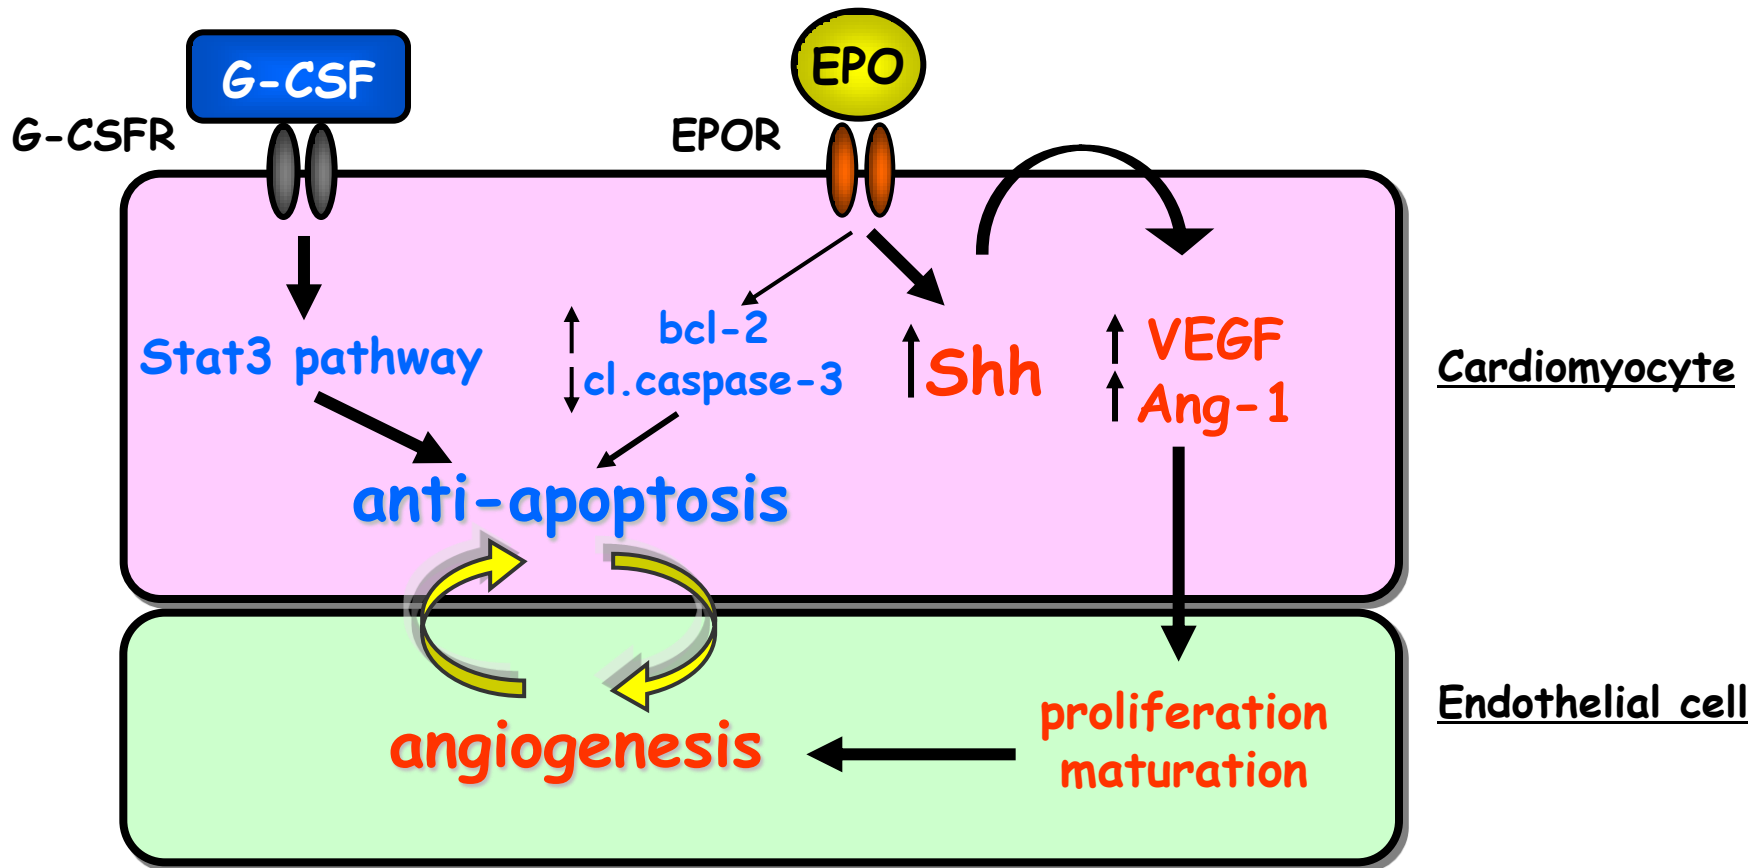 G-CSF
EPO
G-CSFR
EPOR
Stat3 pathway
bcl-2
cl.caspase-3
Shh
VEGF
Ang-1
Cardiomyocyte
anti-apoptosis
angiogenesis
proliferation
maturation
Endothelial cell